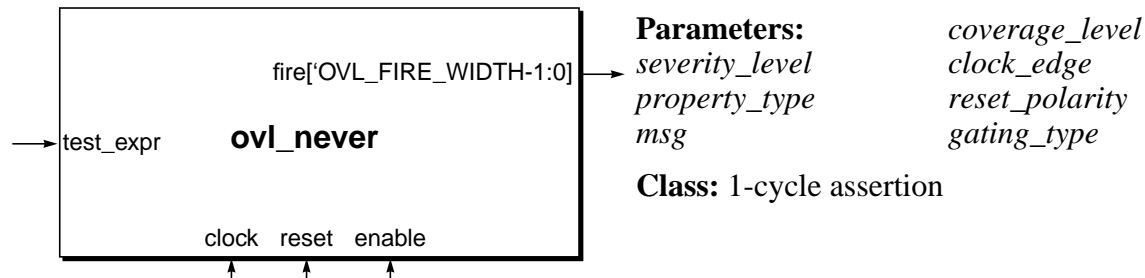 fire[‘OVL_FIRE_WIDTH-1:0]
test_expr
ovl_never
clock reset enable
Parameters: coverage_level
severity_level clock_edge
property_type reset_polarity
msg gating_type
Class: 1-cycle assertion